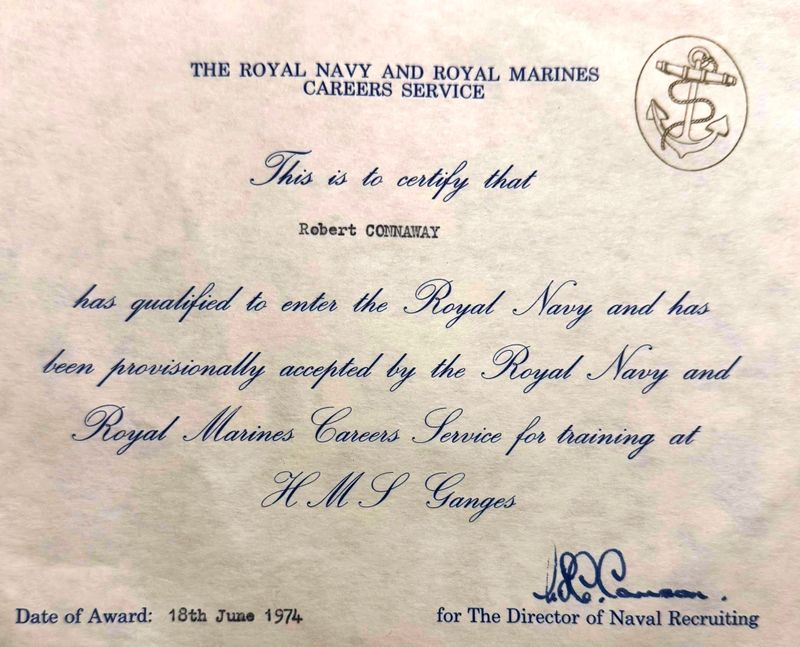 THE ROYAL NAVY AND ROYAL MARINES
CAREERS SERVICE
This is to certify that
Robert CONNAWAY
has qualified to enter the Royal Navy and has
been provisionally accepted by the Royal Navy and
Royal Marines Careers Service for training at
HMS Ganges
Date of Award: 18th June 1974
for The Director of Naval Recruiting